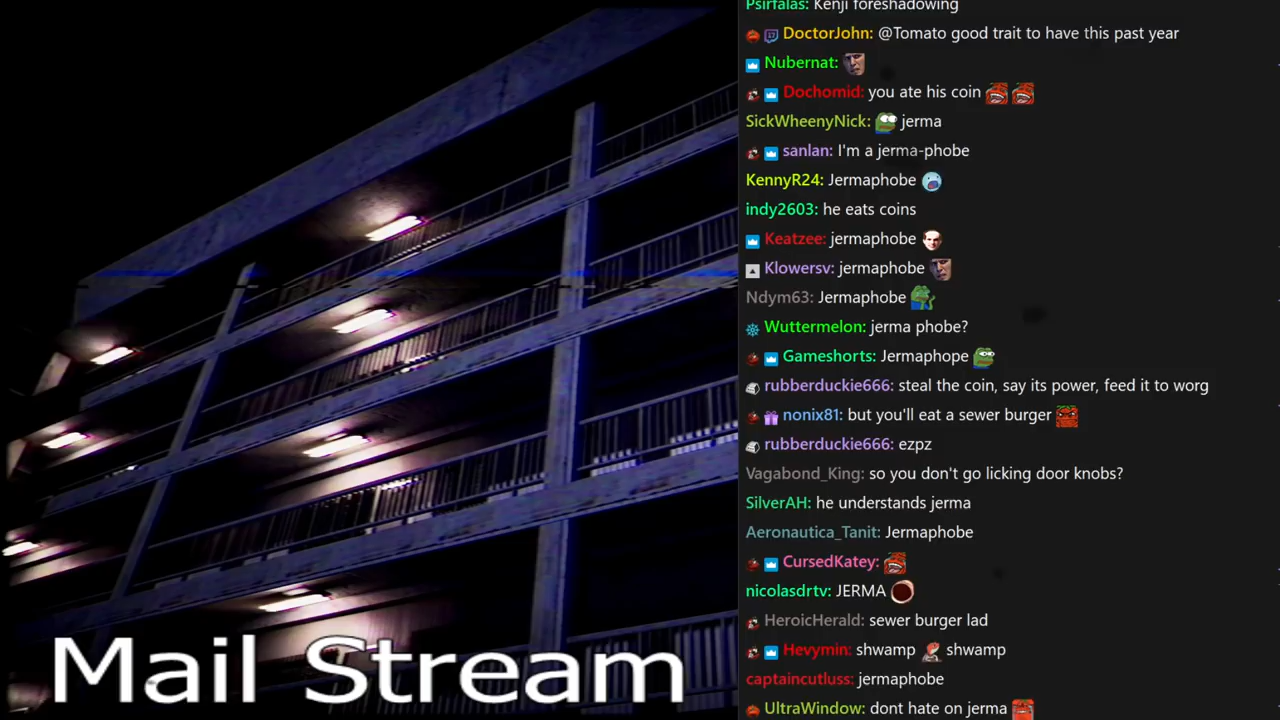 Psirfalas: Kenji foreshadowing
DoctorJohn: @Tomato good trait to have this past year
Nubernat:
Dochomid: you ate his coin
SickWheenyNick: jerma
sanlan: I'm a jerma-phobe
KennyR24: Jermaphobe
indy2603: he eats coins
Keatzee: jermaphobe
Klowersv: jermaphobe
Ndym63: Jermaphobe
Wuttermelon: jerma phobe?
Gameshorts: Jermaphope
rubberduckie666: steal the coin, say its power, feed it to worg
nonix81: but you'll eat a sewer burger
rubberduckie666: ezpz
Vagabond_King: so you don't go licking door knobs?
SilverAH: he understands jerma
Aeronautica_Tanit: Jermaphobe
CursedKatey:
nicolasdrtv: JERMA
HeroicHerald: sewer burger lad
Hevymin: shwamp shwamp
captaincutluss: jermaphobe
UltraWindow: dont hate on jerma
Mail Stream